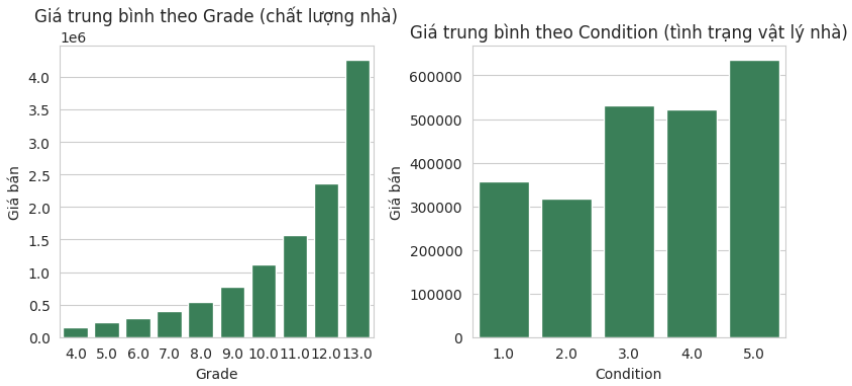 Giá trung bình theo Grade (chất lượng nhà)
1e6
4.0
3.5
3.0
2.5
2.0
1.5
1.0
0.5
0.0
Giá bán
4.0 5.0 6.0 7.0 8.0 9.0 10.0 11.0 12.0 13.0
Grade
Giá trung bình theo Condition (tình trạng vật lý nhà)
600000
500000
400000
300000
200000
100000
0
Giá bán
1.0 2.0 3.0 4.0 5.0
Condition